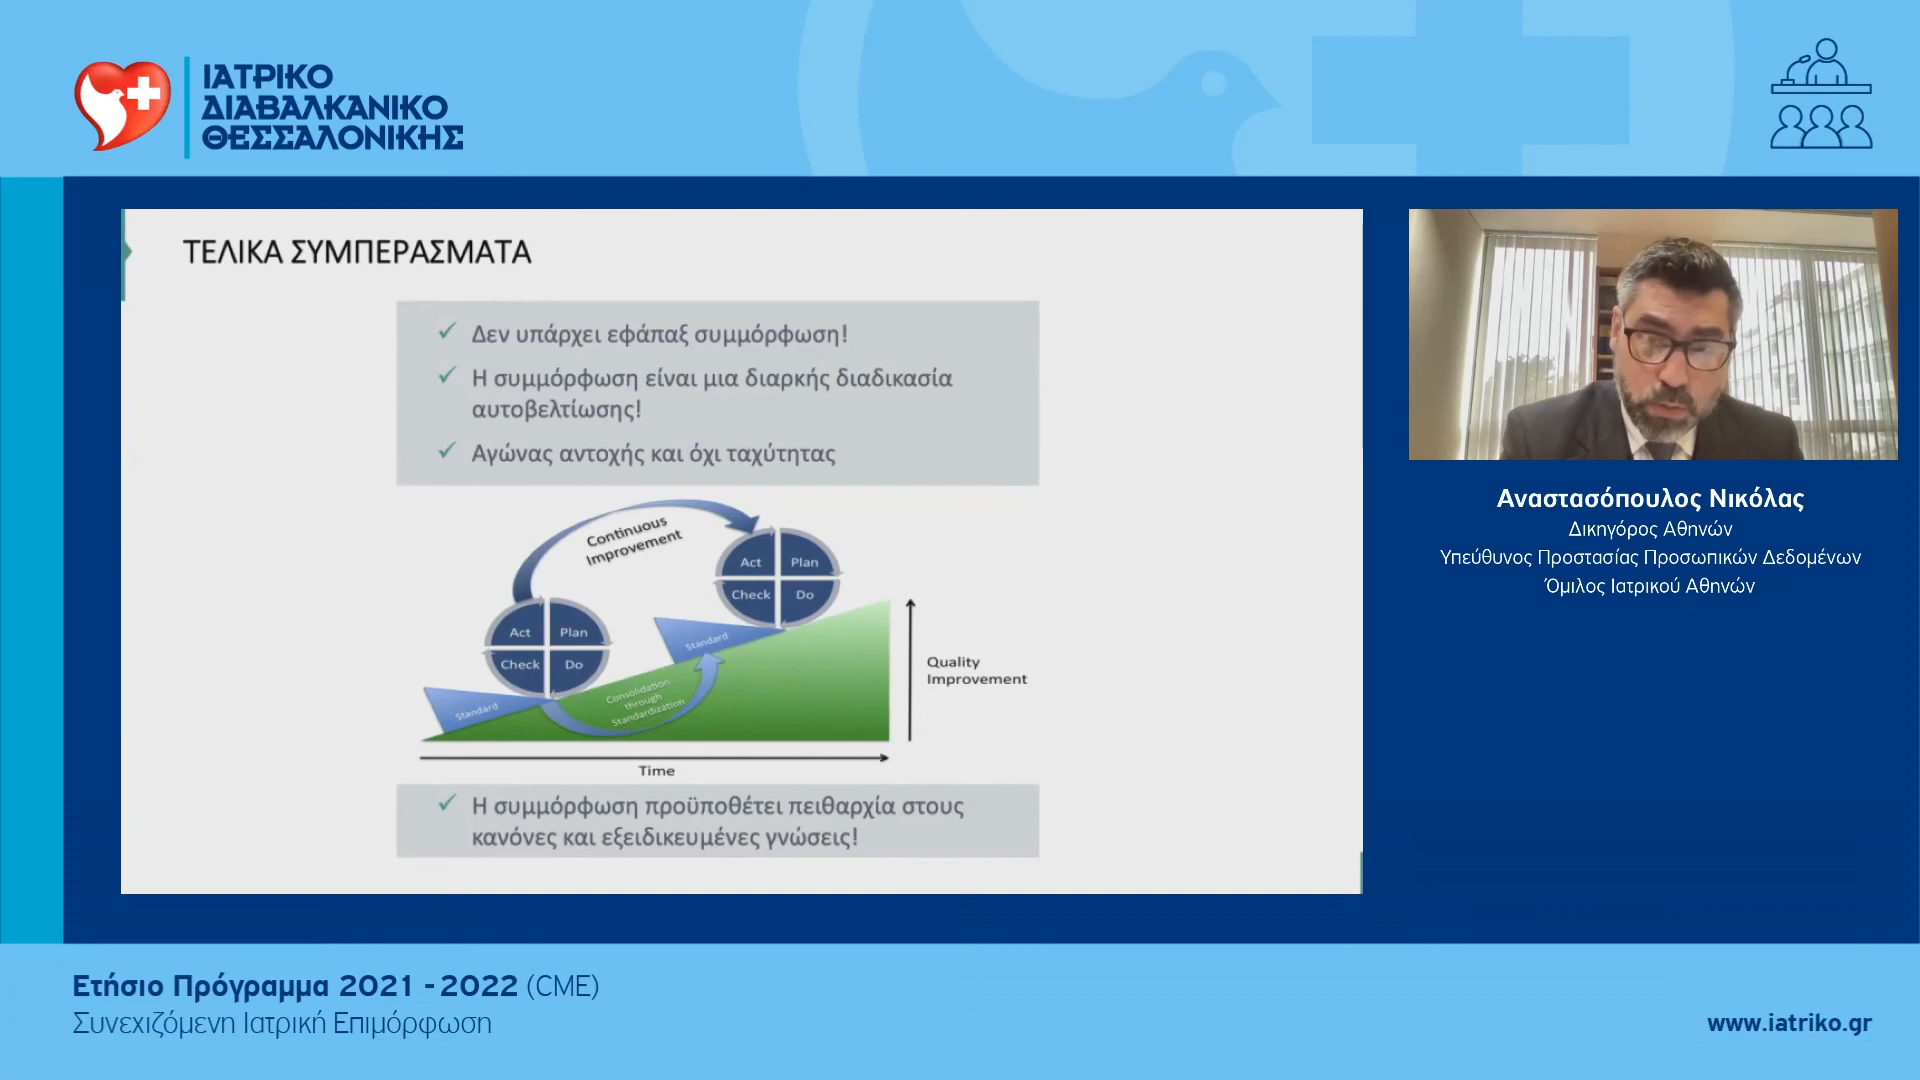 ΙΑΤΡΙΚΟ
ΔΙΑΒΑΛΚΑΝΙΚΟ
ΘΕΣΣΑΛΟΝΙΚΗΣ
ΤΕΛΙΚΑ ΣΥΜΠΕΡΑΣΜΑΤΑ
✓ Δεν υπάρχει εφάπαξ συμμόρφωση!
✓ Η συμμόρφωση είναι μια διαρκής διαδικασία
αυτοβελτίωσης!
✓ Αγώνας αντοχής και όχι ταχύτητας
Continuous
Improvement
Act Plan
Check Do
Act Plan
Check Do
Standard
Standard
Consolidation
through
Standardization
Quality
Improvement
Time
✓ Η συμμόρφωση προϋποθέτει πειθαρχία στους
κανόνες και εξειδικευμένες γνώσεις!
Αναστασόπουλος Νικόλας
Δικηγόρος Αθηνών
Υπεύθυνος Προστασίας Προσωπικών Δεδομένων
Όμιλος Ιατρικού Αθηνών
Ετήσιο Πρόγραμμα 2021 - 2022 (CME)
Συνεχιζόμενη Ιατρική Επιμόρφωση
www.iatriko.gr